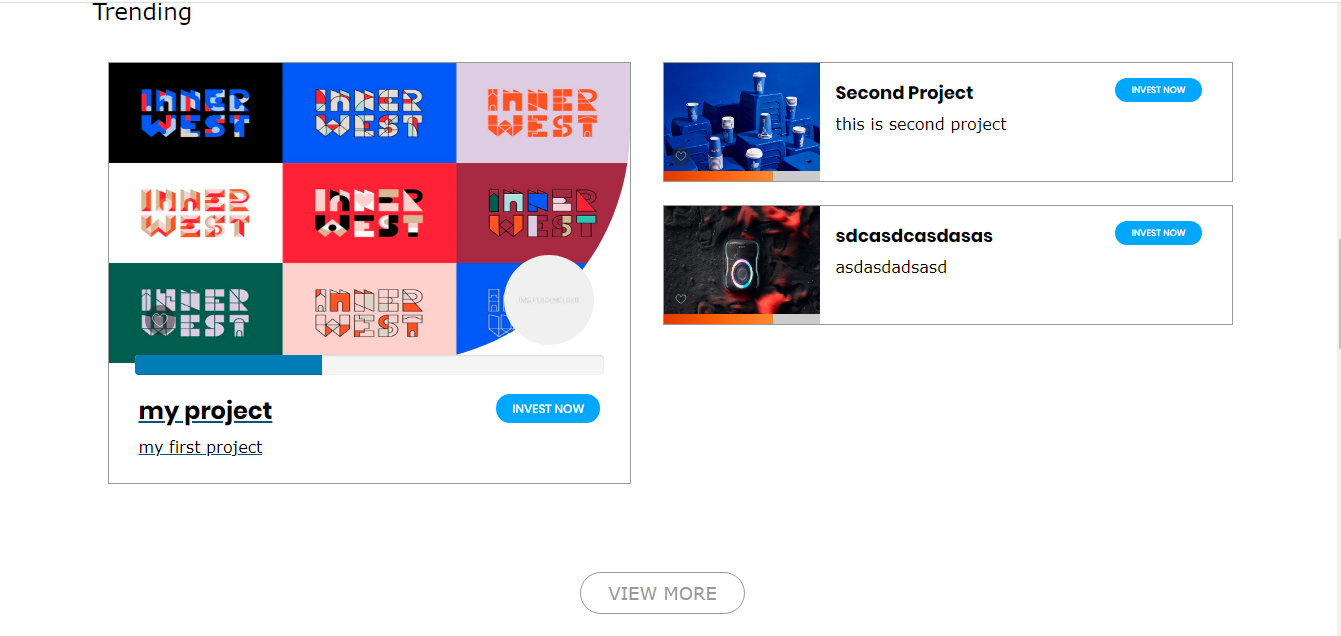 Trending
INNER
WEST
INNER
WEST
INNER
WEST
INNER
WEST
INNER
WEST
INNER
WEST
INNER
WEST
INNER
WEST
my project
INVEST NOW
my first project
Second Project
INVEST NOW
this is second project
sdcasdcasdasas
INVEST NOW
asdasdadsasd
VIEW MORE